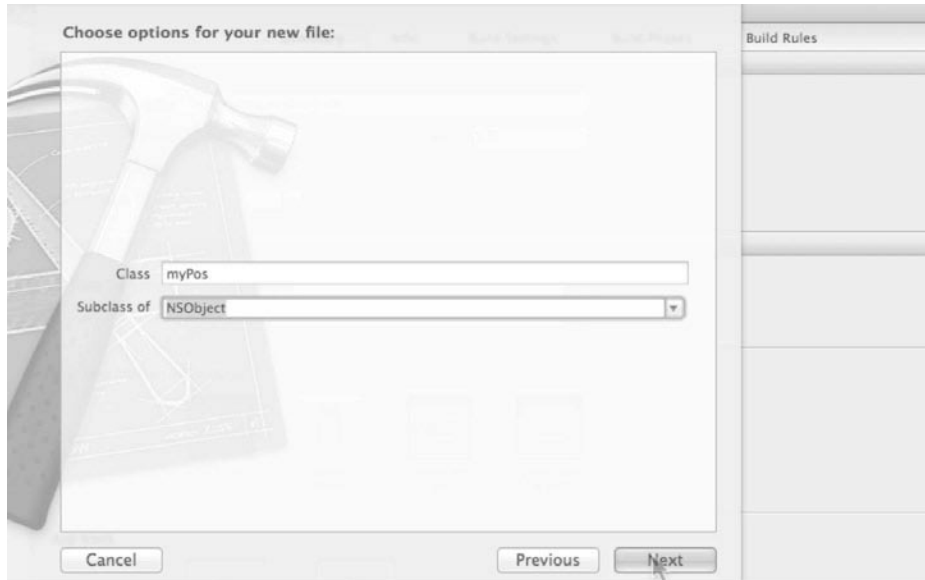 Choose options for your new file:
Build Rules
Class myPos
Subclass of NSObject
Cancel
Previous
Next